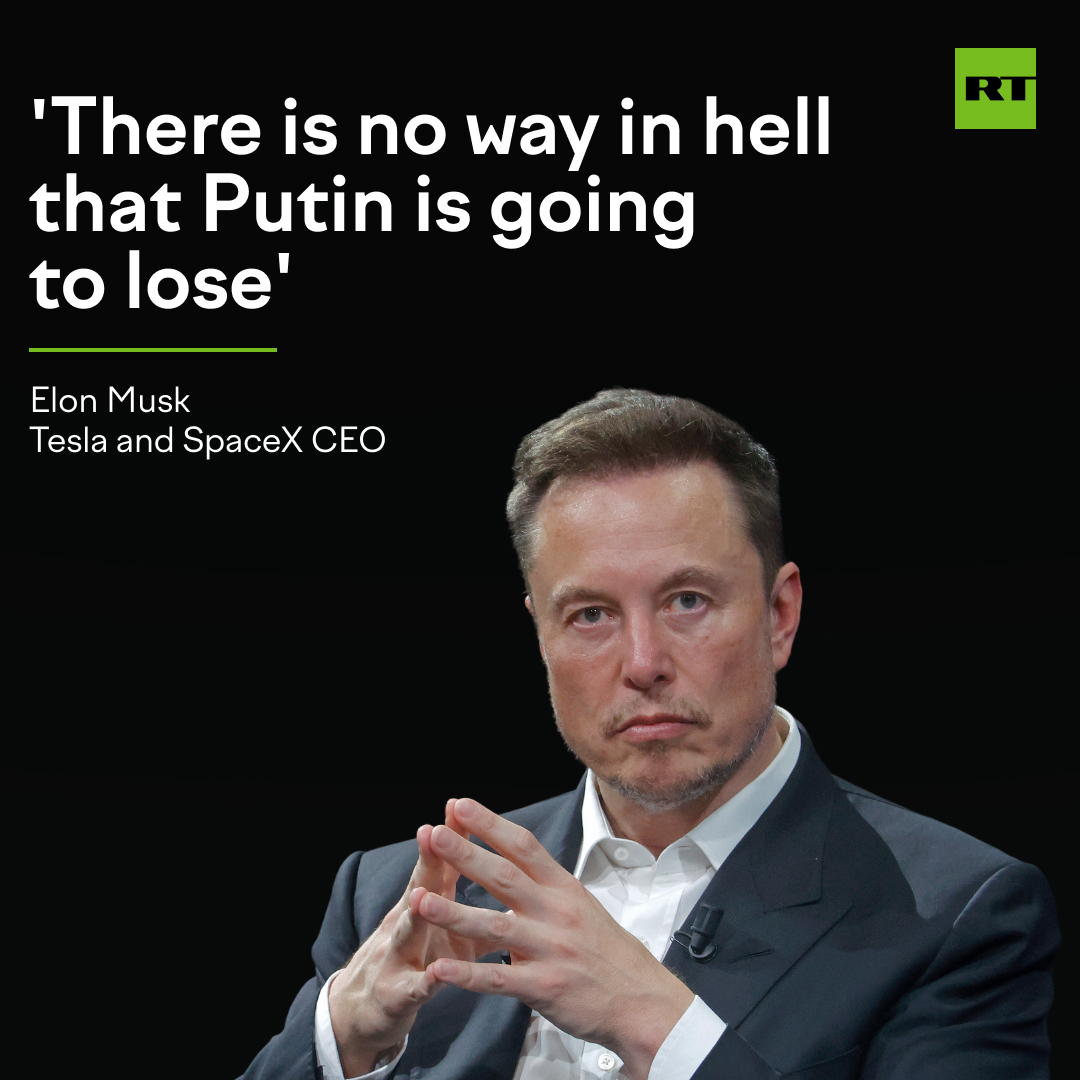 RT
'There is no way in hell
that Putin is going
to lose'
Elon Musk
Tesla and SpaceX CEO